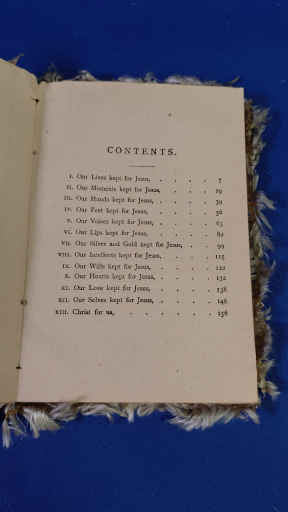 CONTENTS.
I. Our Lives kept for Jesus, . . . . 7
II. Our Moments kept for Jesus, . . . . 19
III. Our Hands kept for Jesus, . . . . 39
IV. Our Feet kept for Jesus, . . . . 56
V. Our Voices kept for Jesus, . . . . 63
VI. Our Lips kept for Jesus, . . . . 84
VII. Our Silver and Gold kept for Jesus, . . . 99
VIII. Our Intellects kept for Jesus, . . . . 115
IX. Our Wills kept for Jesus, . . . . 122
X. Our Hearts kept for Jesus, . . . . 132
XI. Our Love kept for Jesus, . . . . 138
XII. Our Selves kept for Jesus, . . . . 146
XIII. Christ for us, . . . . . 156